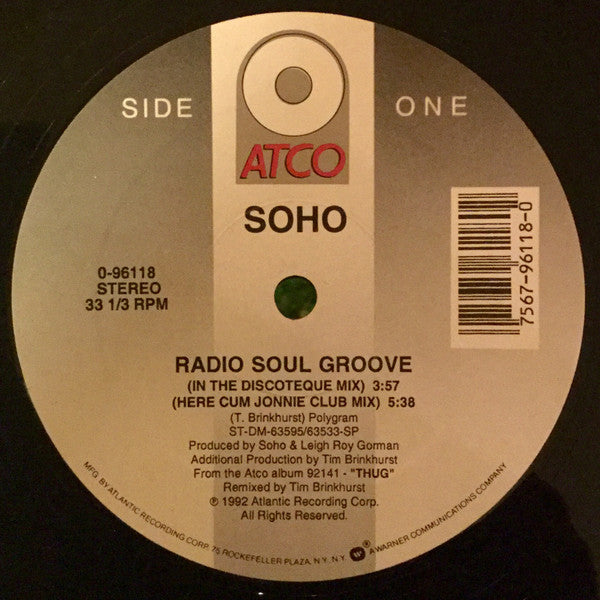 SIDE ONE
ATCO
SOHO
0-96118
STEREO
33 1/3 RPM
7567-96118-0
RADIO SOUL GROOVE
(IN THE DISCOTEQUE MIX) 3:57
(HERE CUM JONNIE CLUB MIX) 5:38
(T. Brinkhurst) Polygram
ST-DM-63595/63533-SP
Produced by Soho & Leigh Roy Gorman
Additional Production by Tim Brinkhurst
From the Atco album 92141 - "THUG"
Remixed by Tim Brinkhurst
℗ 1992 Atlantic Recording Corp.
All Rights Reserved.
MFG. BY ATLANTIC RECORDING CORP. 75 ROCKEFELLER PLAZA, N.Y. N.Y. ® A WARNER COMMUNICATIONS COMPANY